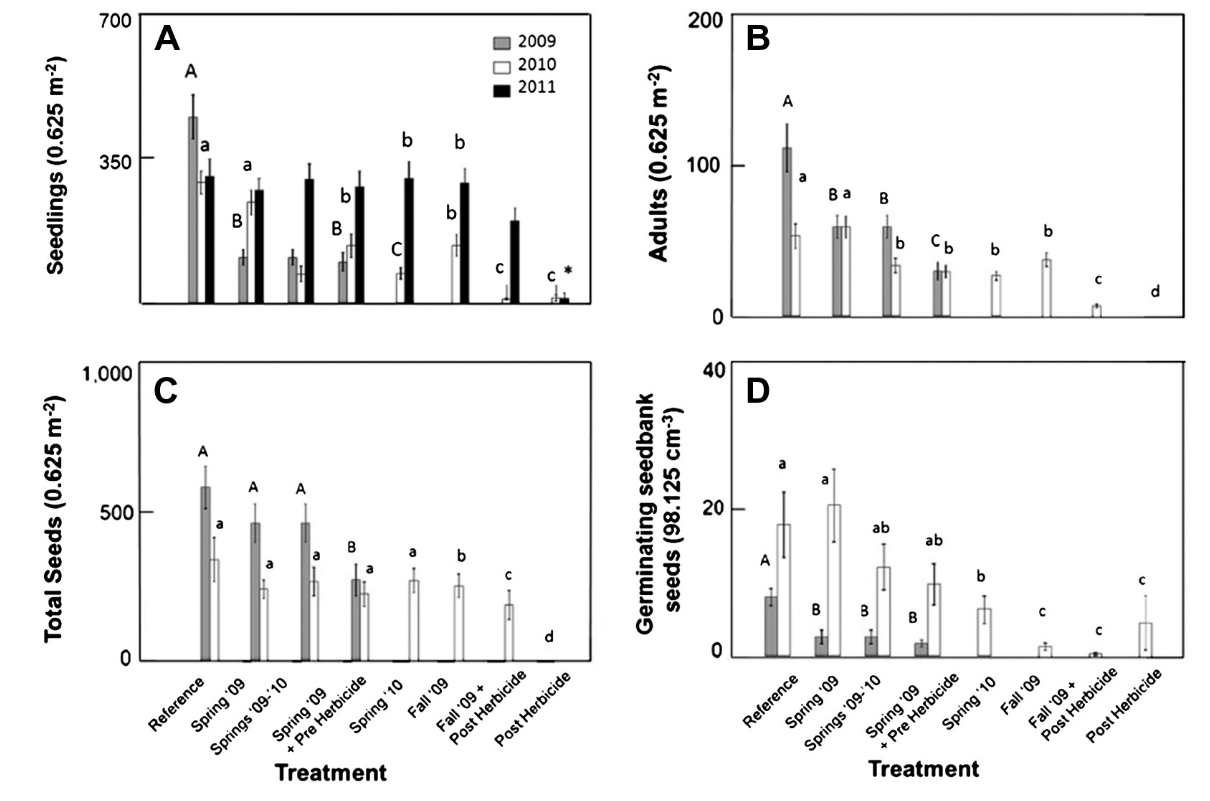 A
700
350
Seedlings (0.625 m-2)
2009
2010
2011
A
a
B
a
B
b
C
b
b
b
c
c
*
B
200
100
0
Adults (0.625 m-2)
A
a
B
a
B
b
C
b
b
b
c
d
C
1,000
500
0
Total Seeds (0.625 m-2)
A
a
A
a
A
a
B
a
a
b
c
d
Reference
Spring '09
Springs '09-'10
Spring '09
+ Pre Herbicide
Spring '10
Fall '09
Fall '09 +
Post Herbicide
Post Herbicide
Treatment
D
40
20
0
Germinating seedbank
seeds (98.125 cm-3)
A
a
B
a
B
ab
B
ab
b
c
c
c
Reference
Spring '09
Springs '09-'10
Spring '09
+ Pre Herbicide
Spring '10
Fall '09
Fall '09 +
Post Herbicide
Post Herbicide
Treatment